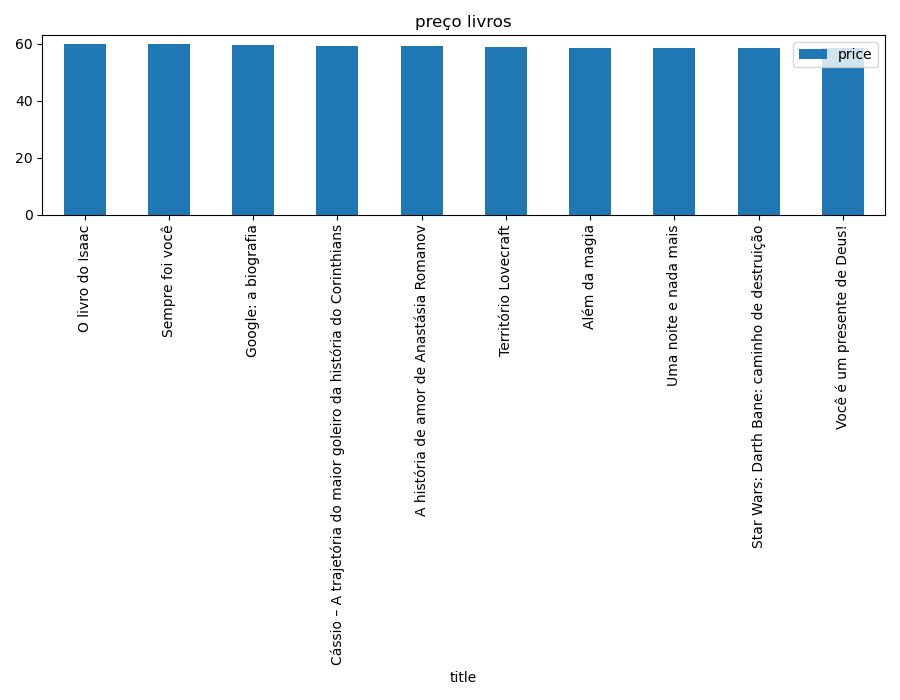 preço livros
60
40
20
0
price
O livro do Isaac
Sempre foi você
Google: a biografia
Cássio – A trajetória do maior goleiro da história do Corinthians
A história de amor de Anastásia Romanov
Território Lovecraft
Além da magia
Uma noite e nada mais
Star Wars: Darth Bane: caminho de destruição
Você é um presente de Deus!
title